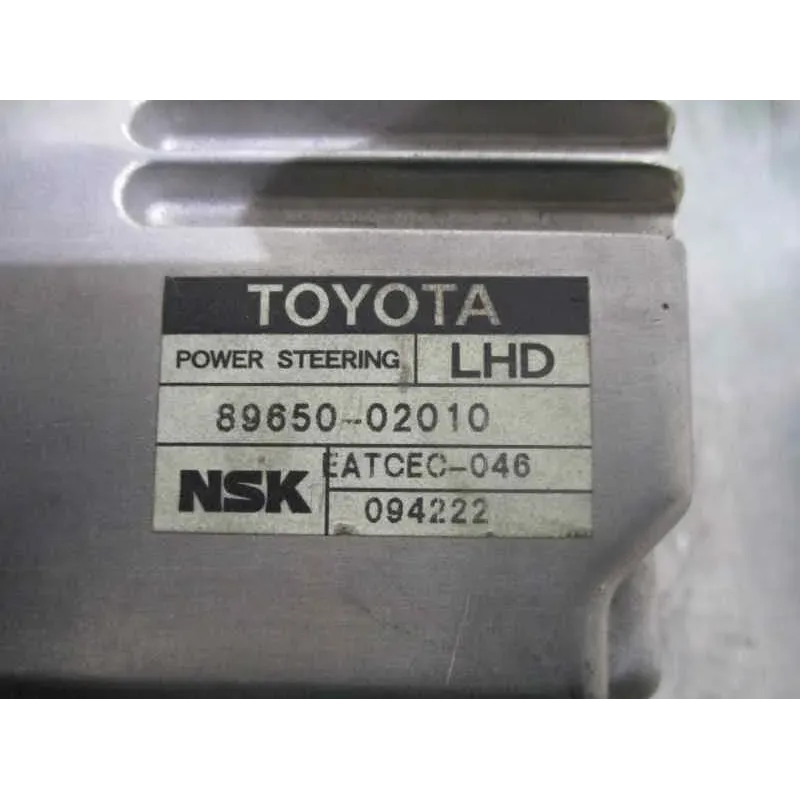 TOYOTA
POWER STEERING LHD
89650-02010
NSK EATCEC-046
094222